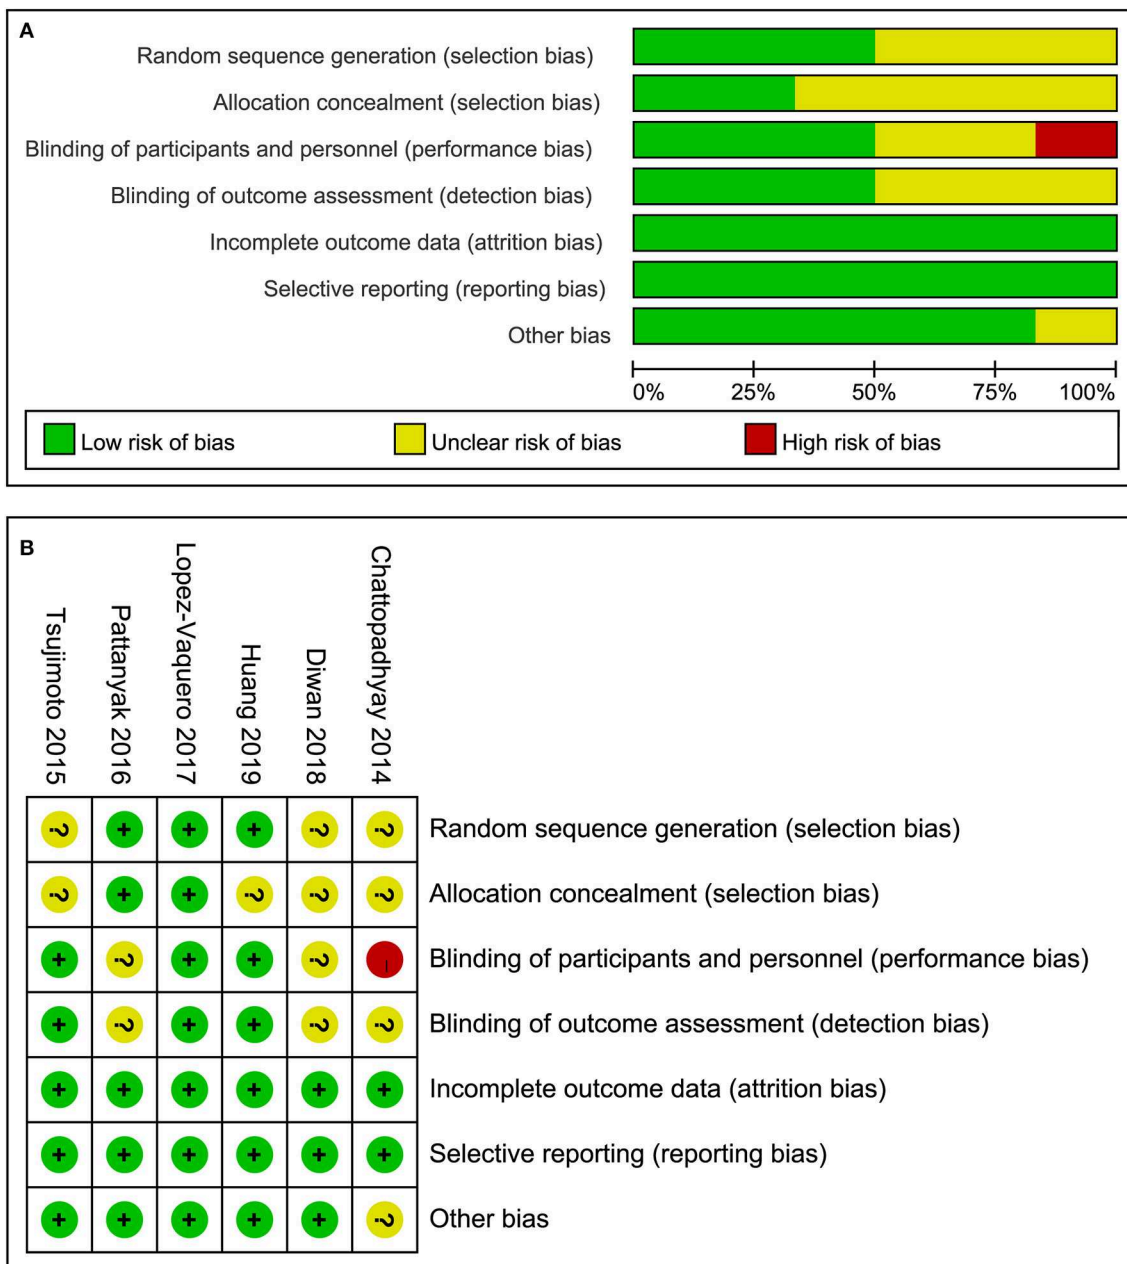 A
Random sequence generation (selection bias)
Allocation concealment (selection bias)
Blinding of participants and personnel (performance bias)
Blinding of outcome assessment (detection bias)
Incomplete outcome data (attrition bias)
Selective reporting (reporting bias)
Other bias
0% 25% 50% 75% 100%
Low risk of bias Unclear risk of bias High risk of bias
B
Tsujimoto 2015
Pattanyak 2016
Lopez-Vaquero 2017
Huang 2019
Diwan 2018
Chattopadhyay 2014
? + + + ? ? Random sequence generation (selection bias)
? + + ? ? ? Allocation concealment (selection bias)
+ ? + + ? – Blinding of participants and personnel (performance bias)
+ ? + + ? ? Blinding of outcome assessment (detection bias)
+ + + + + + Incomplete outcome data (attrition bias)
+ + + + + + Selective reporting (reporting bias)
+ + + + + ? Other bias